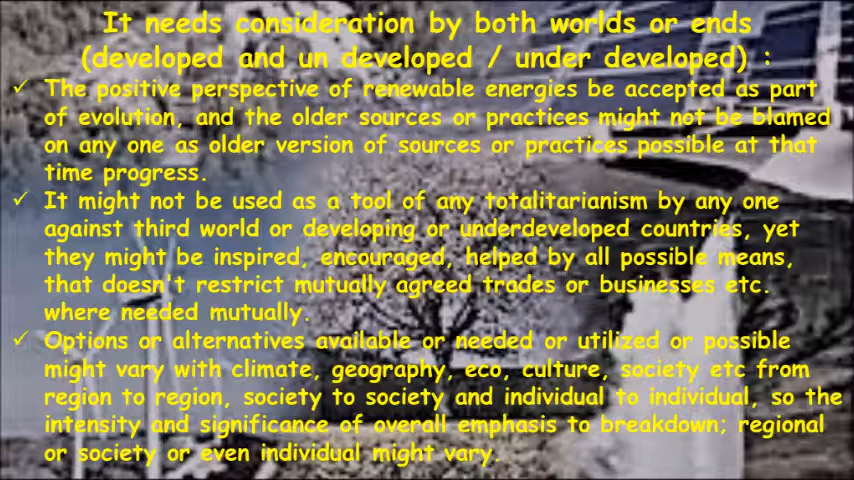 It needs consideration by both worlds or ends
(developed and un developed / under developed) :
✓ The positive perspective of renewable energies be accepted as part
of evolution, and the older sources or practices might not be blamed
on any one as older version of sources or practices possible at that
time progress.
✓ It might not be used as a tool of any totalitarianism by any one
against third world or developing or underdeveloped countries, yet
they might be inspired, encouraged, helped by all possible means,
that doesn't restrict mutually agreed trades or businesses etc.
where needed mutually.
✓ Options or alternatives available or needed or utilized or possible
might vary with climate, geography, eco, culture, society etc from
region to region, society to society and individual to individual, so the
intensity and significance of overall emphasis to breakdown; regional
or society or even individual might vary.